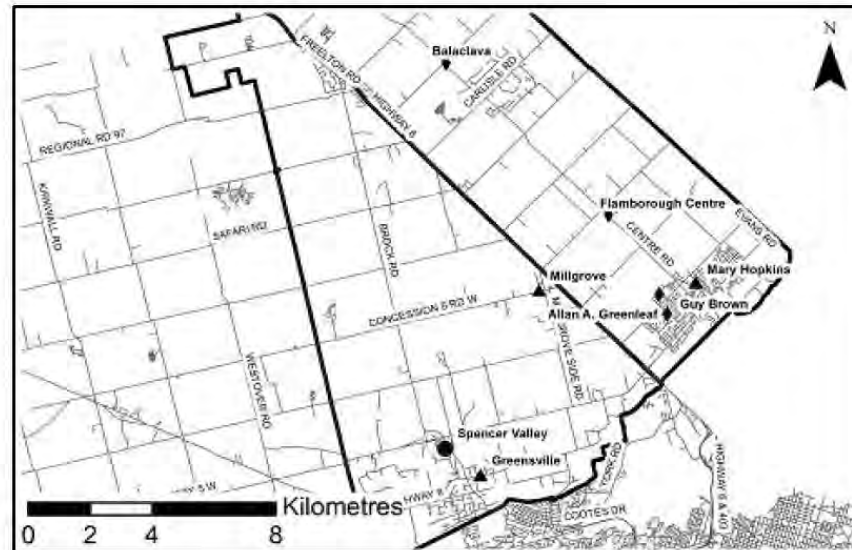 N
Balaclava
FREELTON RD
HIGHWAY 6
CARLISLE RD
REGIONAL RD 97
KIRKWALL RD
SAFARI RD
BROCK RD
Flamborough Centre
CENTRE RD
EVANS RD
Millgrove
Mary Hopkins
Guy Brown
Allan A. Greenleaf
CONCESSION 5 RD W
GROVE SIDE RD
WESTOVER RD
Spencer Valley
Greensville
YORK RD
HIGHWAY 6 & 403
COOTES DR
Kilometres
0 2 4 8